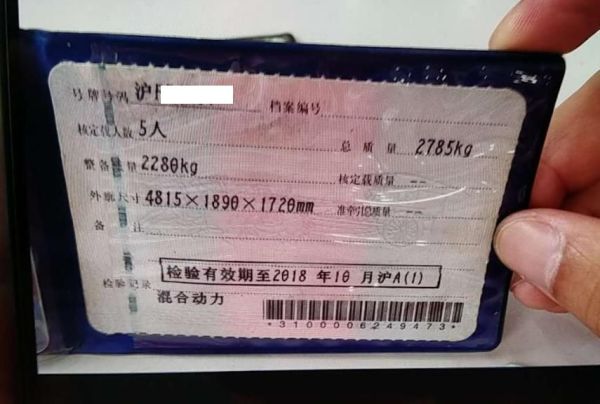 号牌号码 沪F 档案编号
核定载人数 5人 总质量 2785kg
整备质量 2280kg 核定载质量 --
外廓尺寸 4815×1890×1720mm 准牵引总质量 --
备注
检验有效期至2018 年10 月沪A(1)
检验记录
混合动力
*3100006249473*